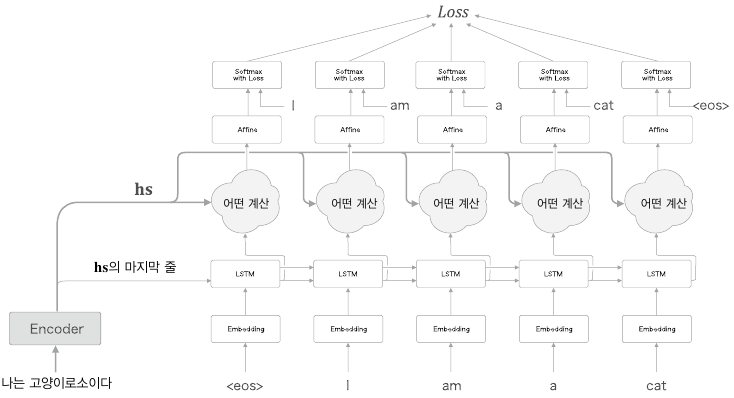 Loss
Softmax with Loss Softmax with Loss Softmax with Loss Softmax with Loss Softmax with Loss
I am a cat <eos>
Affine Affine Affine Affine Affine
hs
어떤 계산 어떤 계산 어떤 계산 어떤 계산 어떤 계산
hs의 마지막 줄
LSTM LSTM LSTM LSTM LSTM
Encoder
Embedding Embedding Embedding Embedding Embedding
나는 고양이로소이다
<eos> I am a cat